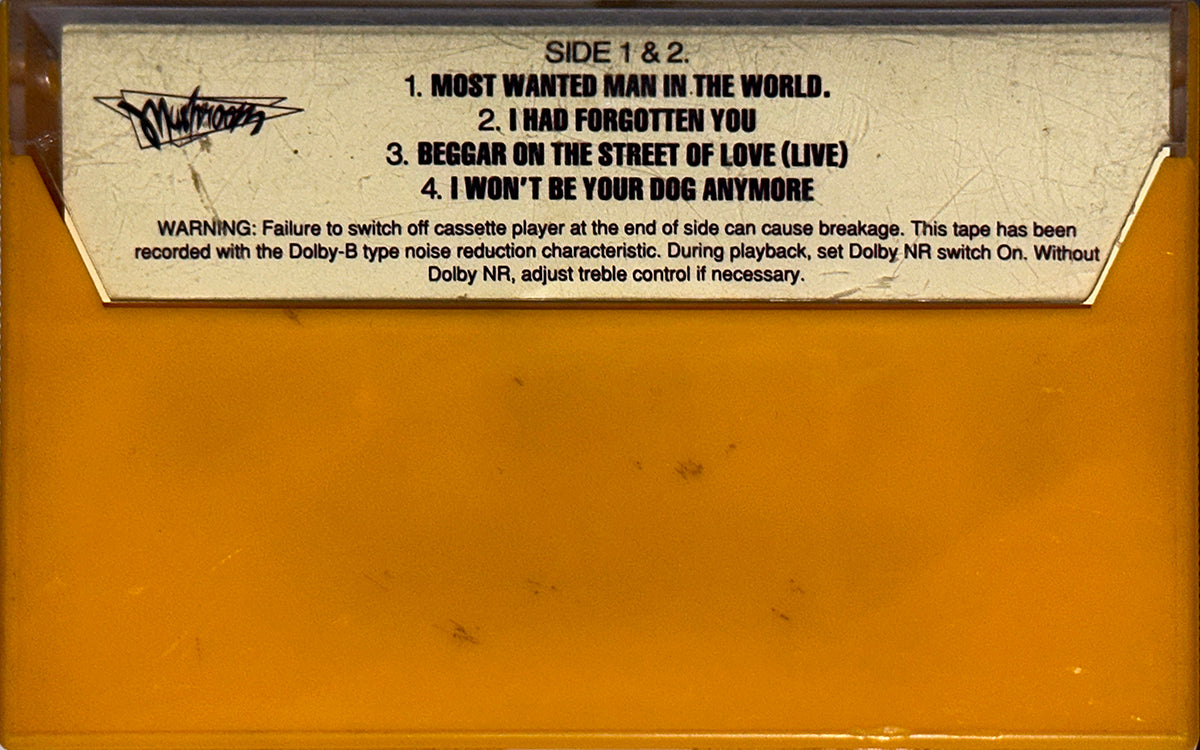 Mushroom
SIDE 1 & 2.
1. MOST WANTED MAN IN THE WORLD.
2. I HAD FORGOTTEN YOU
3. BEGGAR ON THE STREET OF LOVE (LIVE)
4. I WON'T BE YOUR DOG ANYMORE
WARNING: Failure to switch off cassette player at the end of side can cause breakage. This tape has been
recorded with the Dolby-B type noise reduction characteristic. During playback, set Dolby NR switch On. Without
Dolby NR, adjust treble control if necessary.